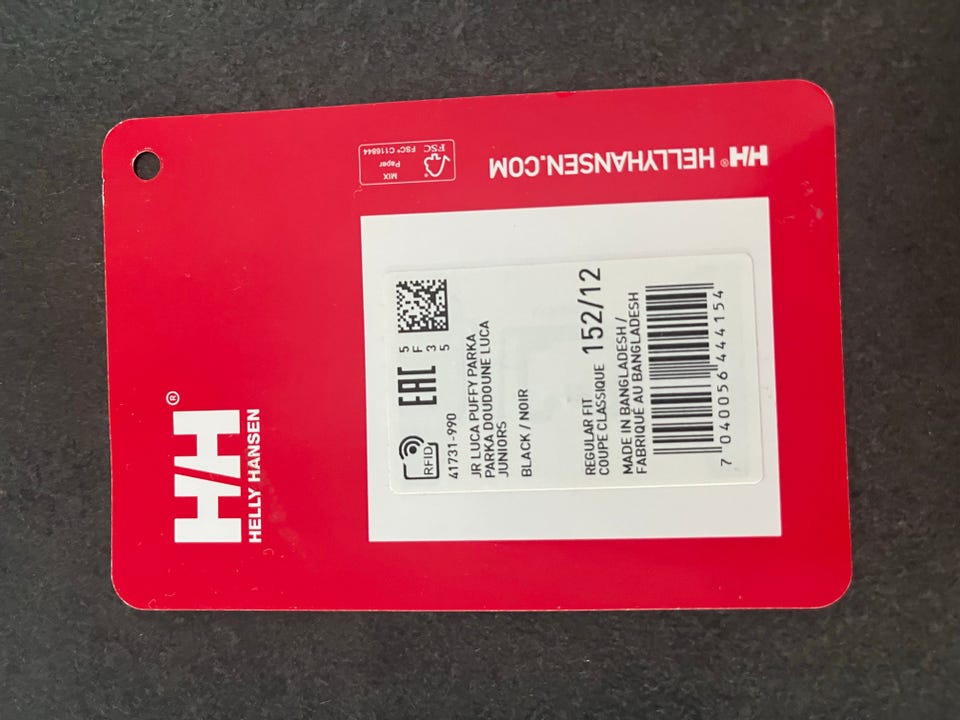 HH®
HELLY HANSEN
RFID
EAC
5
F
3
5
41731-990
JR LUCA PUFFY PARKA
PARKA DOUDOUNE LUCA
JUNIORS
BLACK / NOIR
REGULAR FIT
COUPE CLASSIQUE 152/12
MADE IN BANGLADESH /
FABRIQUÉ AU BANGLADESH
7 040056 444154
HH® HELLYHANSEN.COM
FSC
FSC® C116844
MIX
Paper